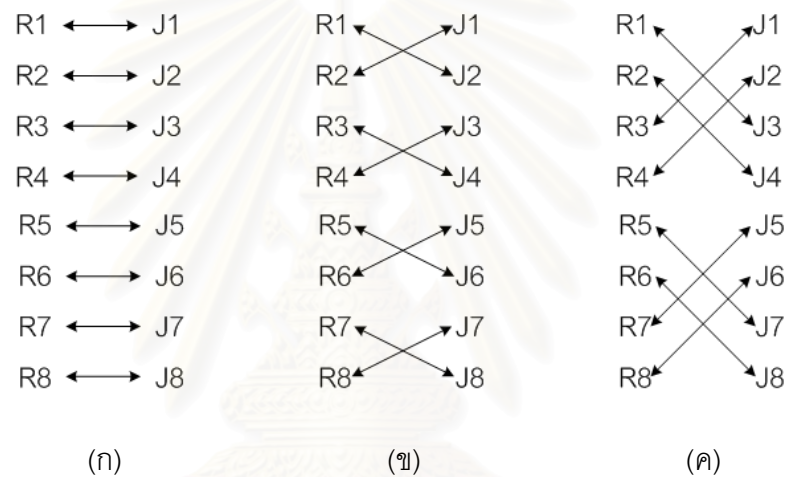 R1 J1 R1 J1 R1 J1
R2 J2 R2 J2 R2 J2
R3 J3 R3 J3 R3 J3
R4 J4 R4 J4 R4 J4
R5 J5 R5 J5 R5 J5
R6 J6 R6 J6 R6 J6
R7 J7 R7 J7 R7 J7
R8 J8 R8 J8 R8 J8
(ก) (ข) (ค)